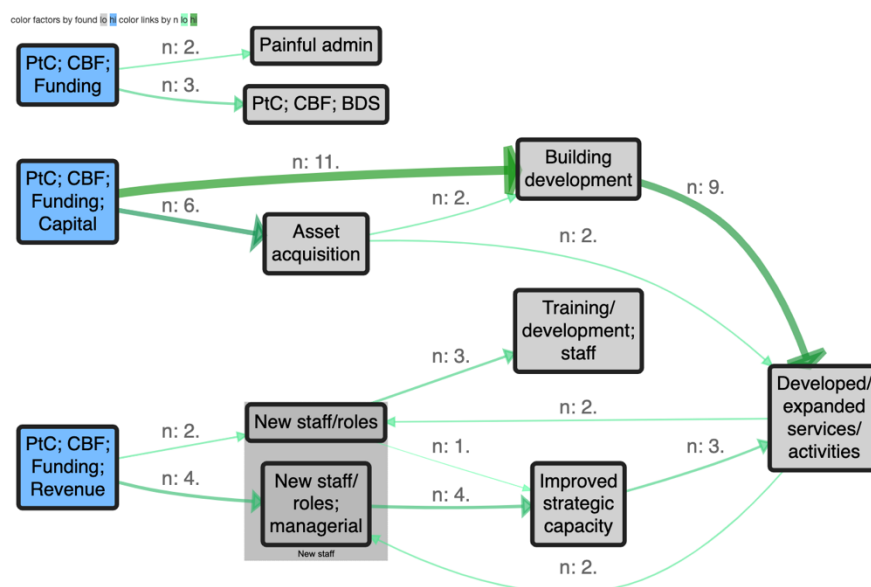 color factors by found lo hi color links by n lo hi
PtC; CBF;
Funding
n: 2.
Painful admin
n: 3.
PtC; CBF; BDS
PtC; CBF;
Funding;
Capital
n: 11.
Building
development
n: 9.
n: 6.
Asset
acquisition
n: 2.
n: 2.
Training/
development;
staff
n: 3.
Developed/
expanded
services/
activities
PtC; CBF;
Funding;
Revenue
n: 2.
New staff/roles
n: 2.
n: 1.
n: 4.
New staff/
roles;
managerial
New staff
n: 4.
Improved
strategic
capacity
n: 3.
n: 2.